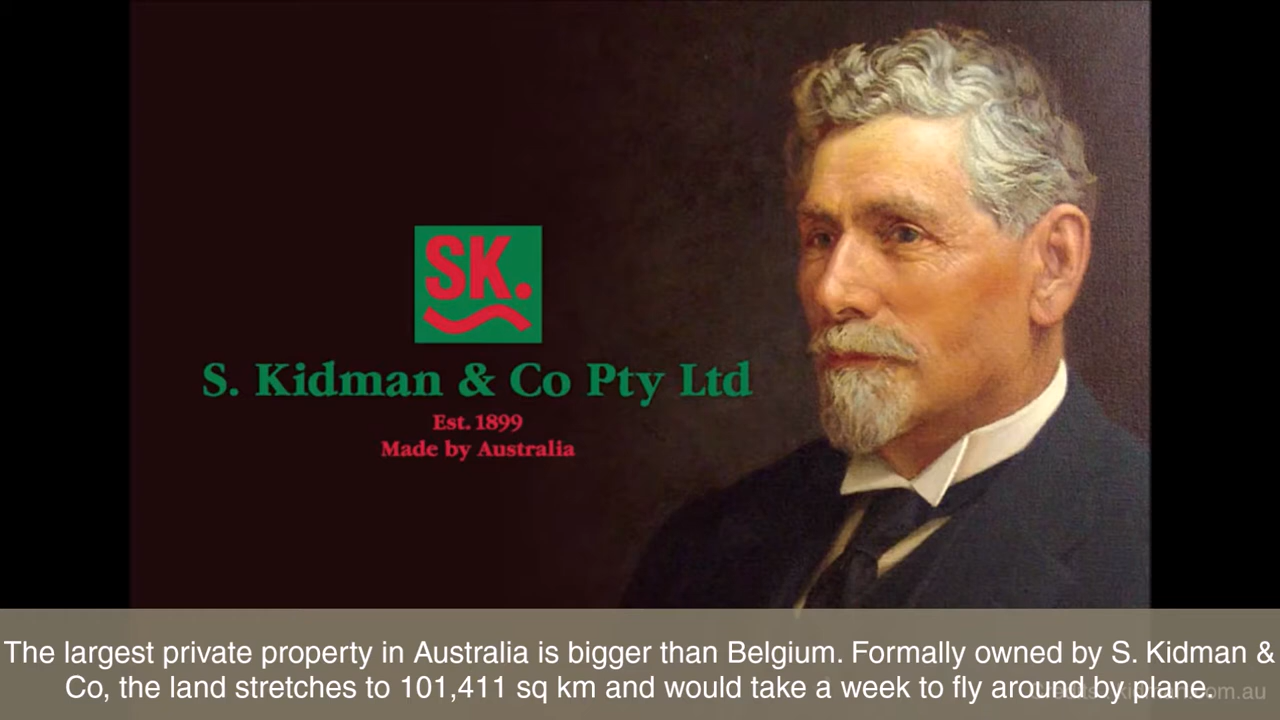 SK.
S. Kidman & Co Pty Ltd
Est. 1899
Made by Australia
The largest private property in Australia is bigger than Belgium. Formally owned by S. Kidman &
Co, the land stretches to 101,411 sq km and would take a week to fly around by plane.